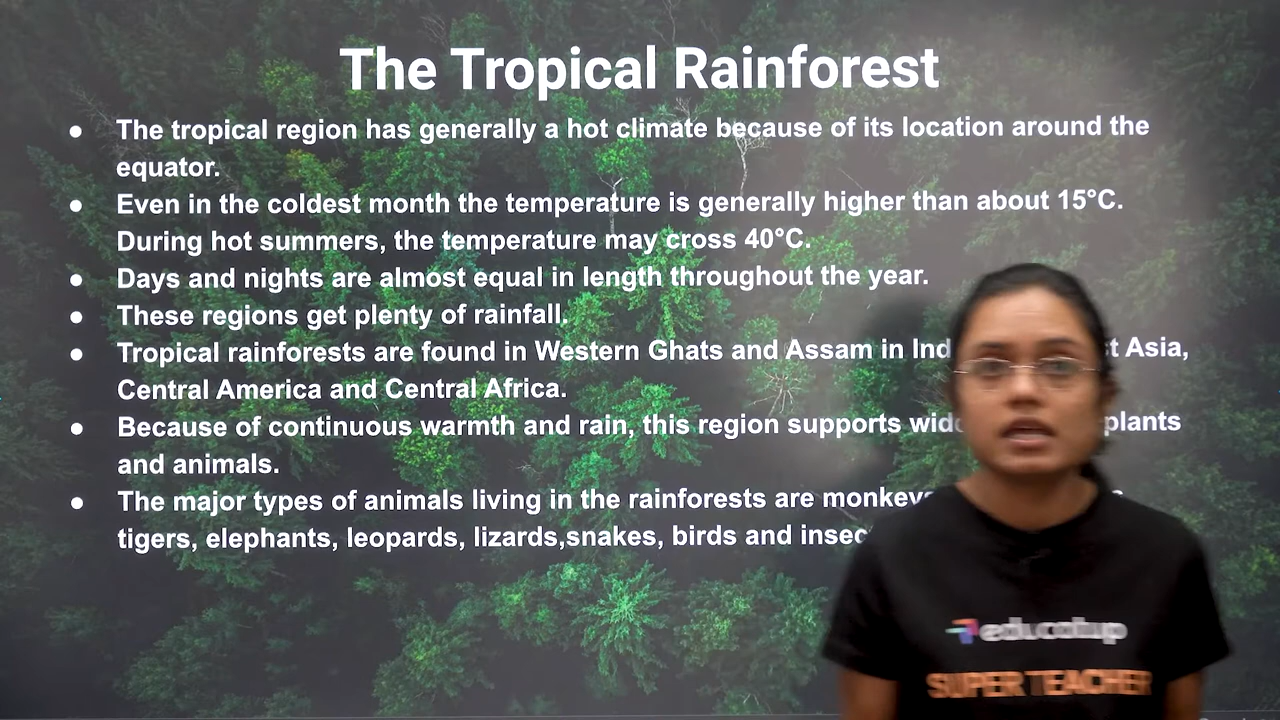 The Tropical Rainforest
● The tropical region has generally a hot climate because of its location around the
equator.
● Even in the coldest month the temperature is generally higher than about 15°C.
During hot summers, the temperature may cross 40°C.
● Days and nights are almost equal in length throughout the year.
● These regions get plenty of rainfall.
● Tropical rainforests are found in Western Ghats and Assam in Asia,
Central America and Central Africa.
● Because of continuous warmth and rain, this region supports plants
and animals.
● The major types of animals living in the rainforests are
tigers, elephants, leopards, lizards,snakes, birds and
educatup
SUPER TEACHER